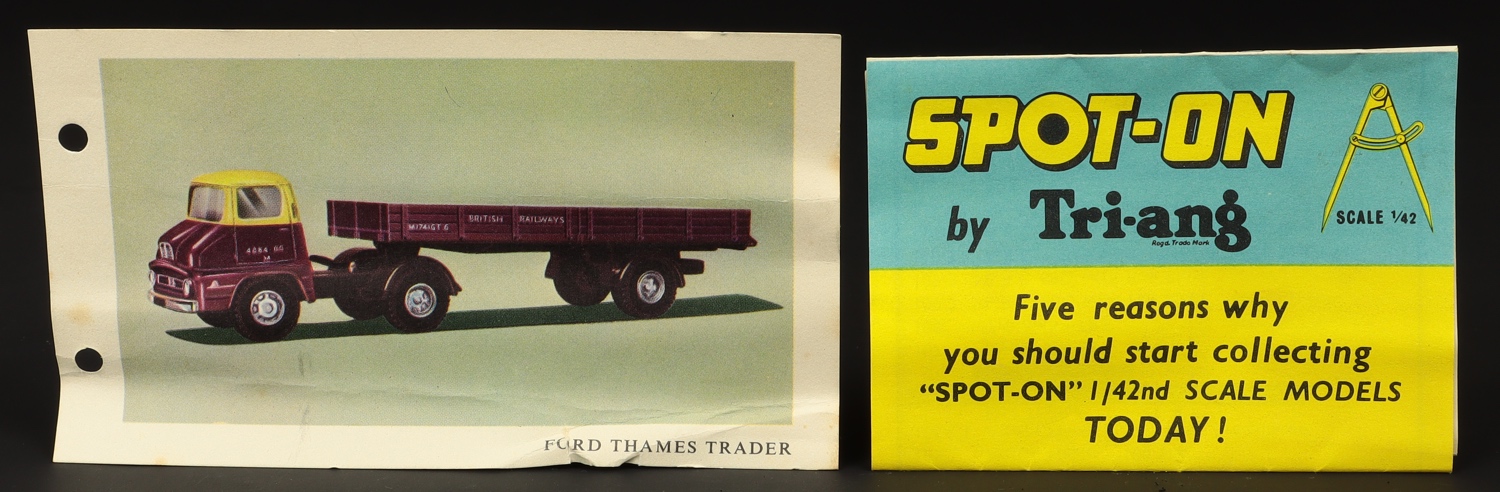 BRITISH RAILWAYS
M1741GT 6
4084 BG
M
FORD THAMES TRADER
SPOT-ON
by Tri-ang
Regd. Trade Mark
SCALE 1/42
Five reasons why
you should start collecting
“SPOT-ON” 1/42nd SCALE MODELS
TODAY!